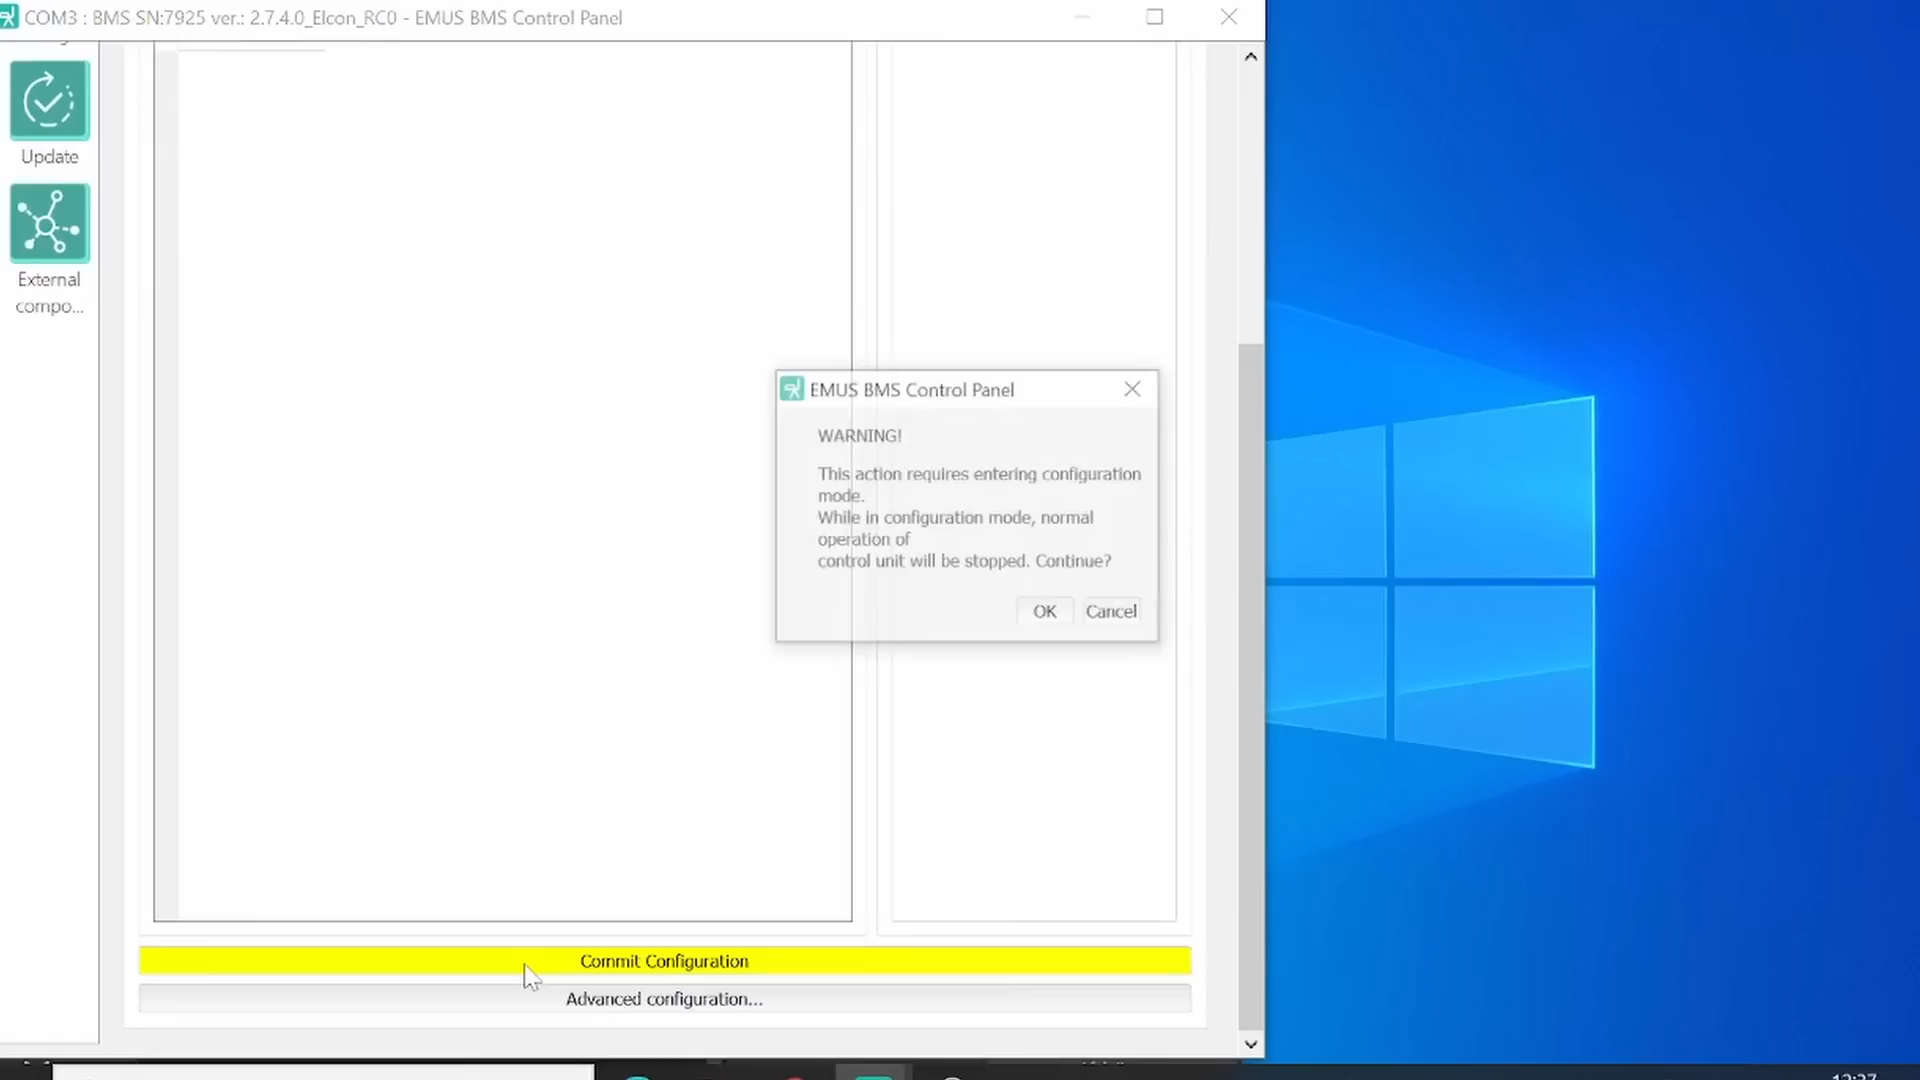 COM3 : BMS SN:7925 ver.: 2.7.4.0_Elcon_RC0 - EMUS BMS Control Panel
Update
External
compo...
EMUS BMS Control Panel
WARNING!
This action requires entering configuration
mode.
While in configuration mode, normal
operation of
control unit will be stopped. Continue?
OK
Cancel
Commit Configuration
Advanced configuration...